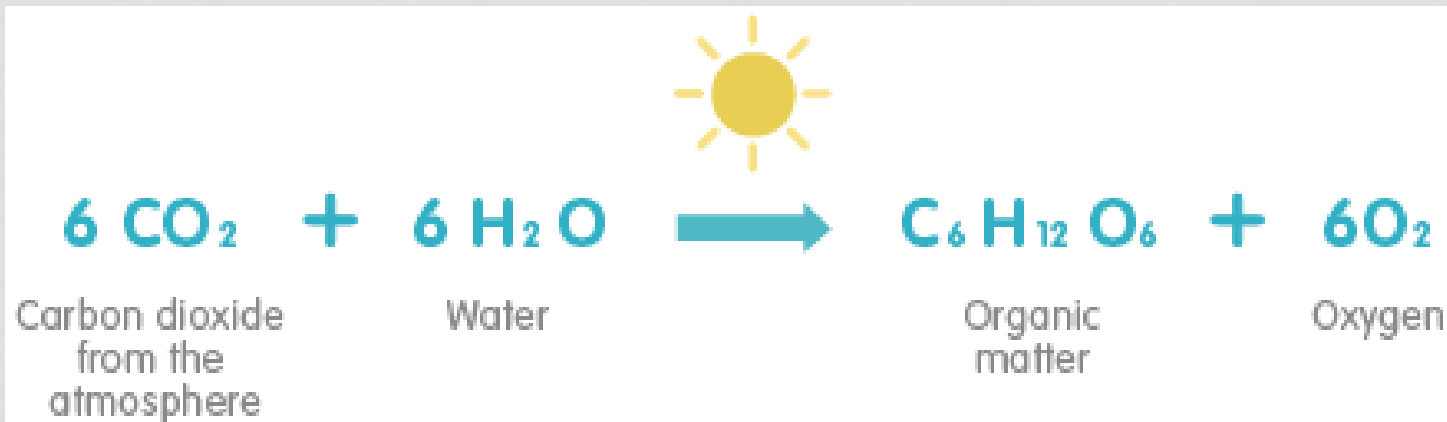 6 CO₂ + 6 H₂ O C₆ H₁₂ O₆ + 6O₂
Carbon dioxide
from the
atmosphere
Water
Organic
matter
Oxygen